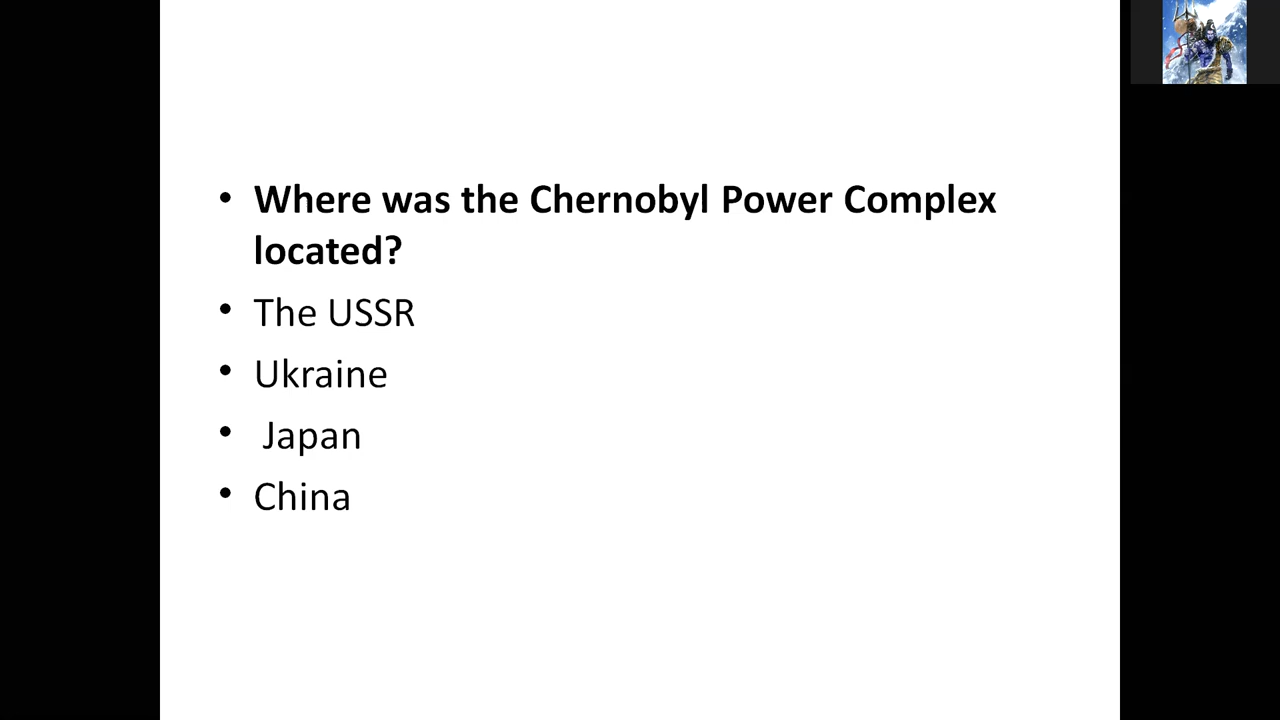 • Where was the Chernobyl Power Complex
located?
• The USSR
• Ukraine
• Japan
• China